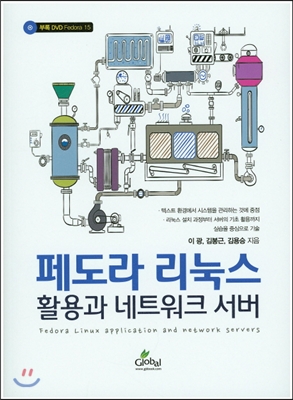 부록 DVD Fedora 15
· 텍스트 환경에서 시스템을 관리하는 것에 중점
· 리눅스 설치 과정부터 서버의 기초 활용까지
실습을 중심으로 기술
이 광, 김봉근, 김용승 지음
페도라 리눅스
활용과 네트워크 서버
Fedora Linux application and network servers
Global
www.gbbook.com
YES24